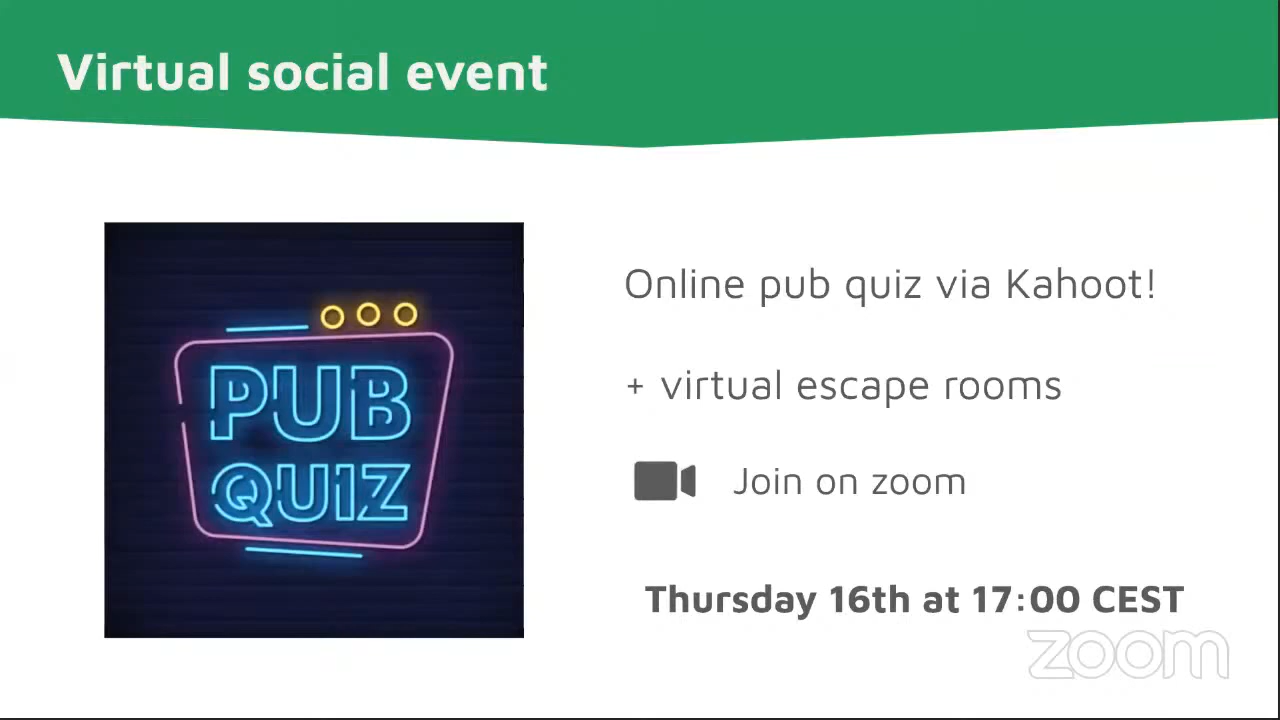 Virtual social event
PUB
QUIZ
Online pub quiz via Kahoot!
+ virtual escape rooms
Join on zoom
Thursday 16th at 17:00 CEST
zoom